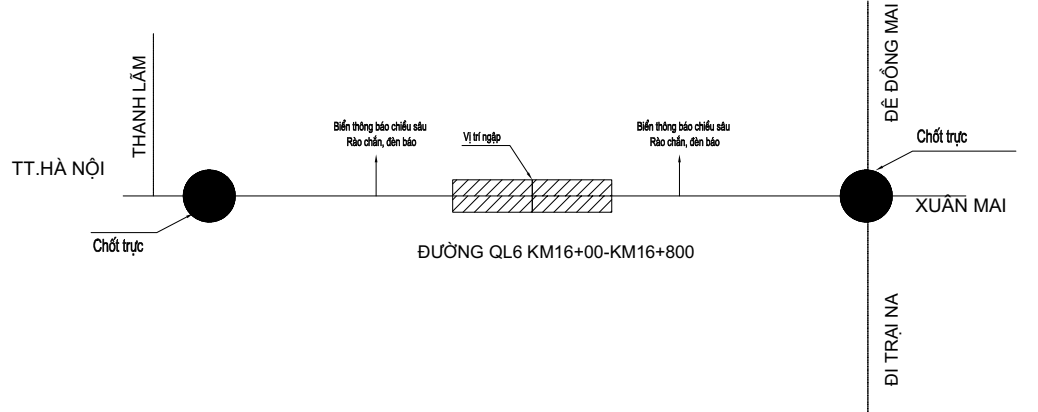 THANH LÃM
ĐÊ ĐỒNG MAI
Biển thông báo chiều sâu
Rào chắn, đèn báo
Vị trí ngập
Biển thông báo chiều sâu
Rào chắn, đèn báo
Chốt trực
TT.HÀ NỘI
XUÂN MAI
Chốt trực
ĐƯỜNG QL6 KM16+00-KM16+800
ĐI TRẠI NA